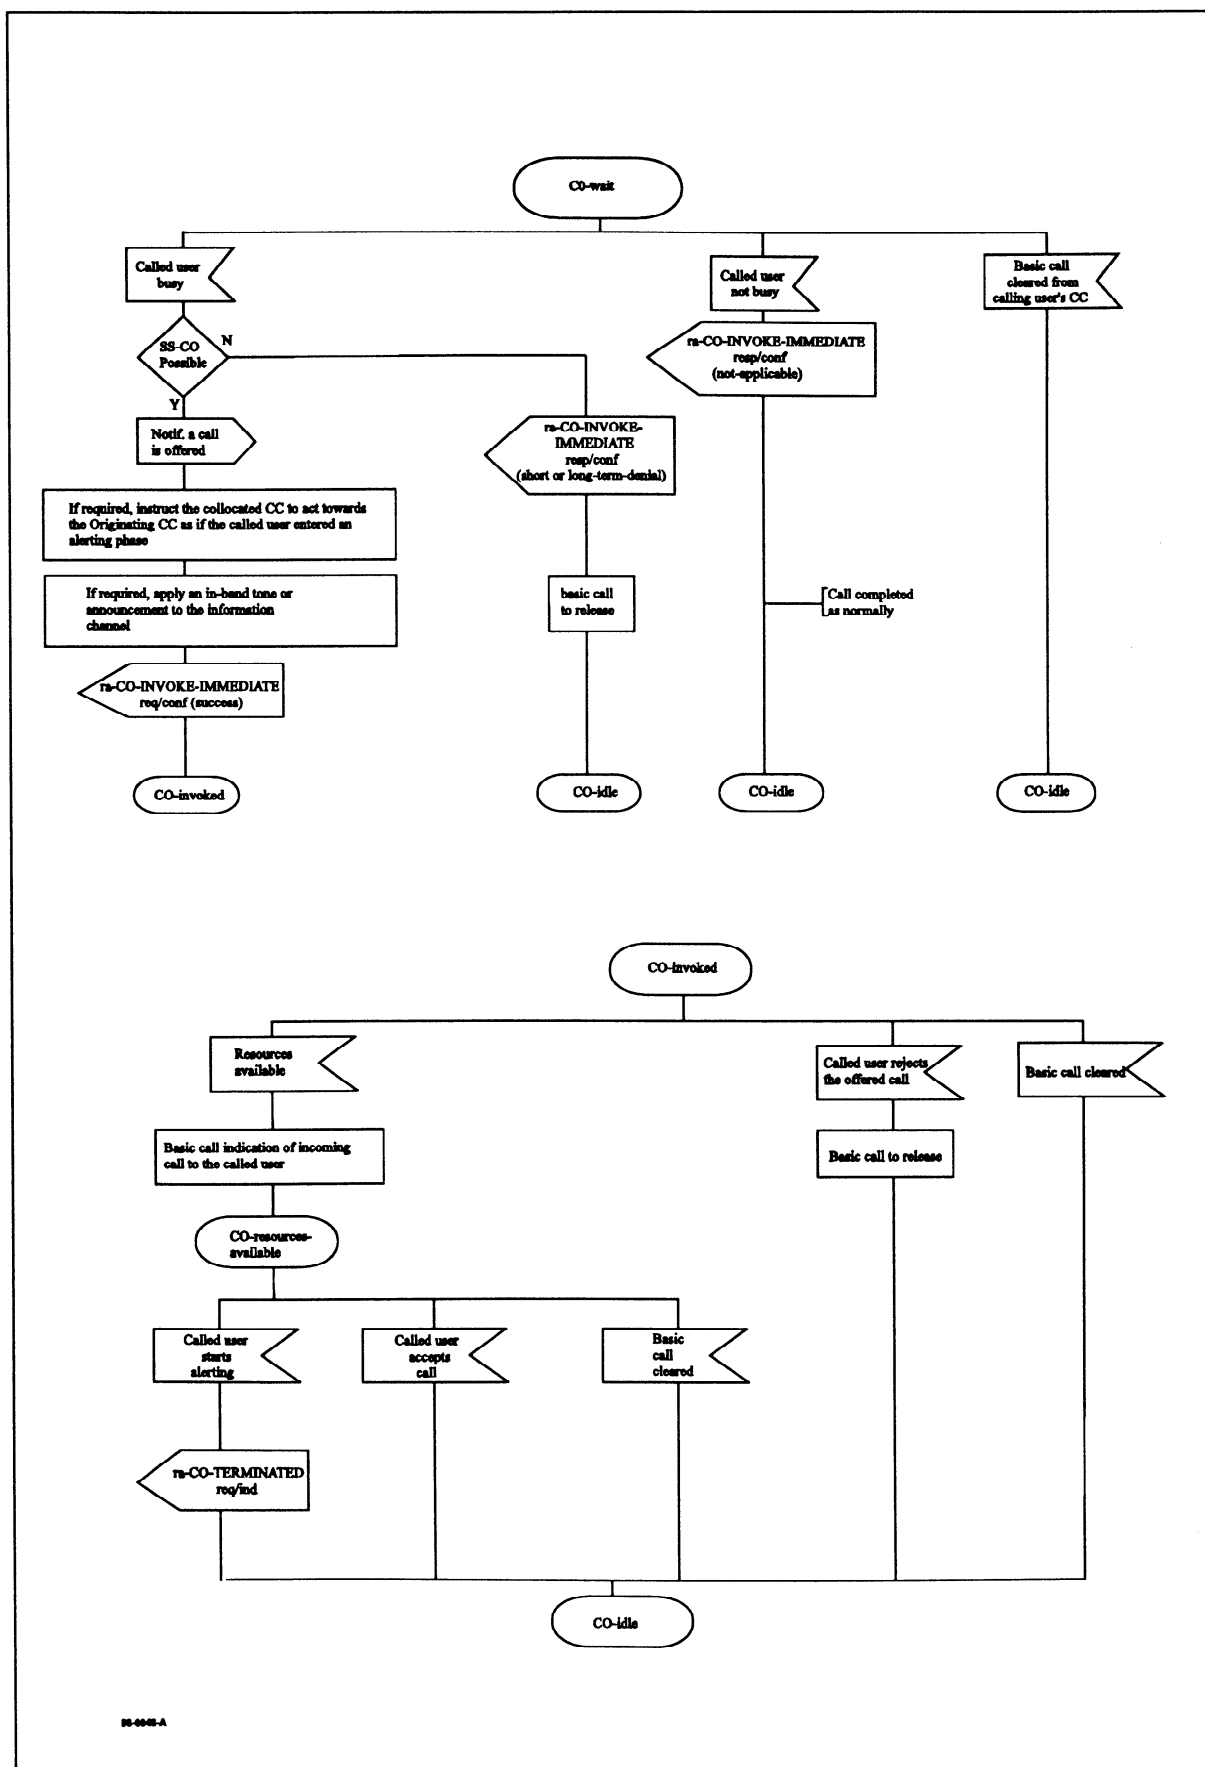 C0-wait
Called user
busy
Called user
not busy
Basic call
cleared from
calling user's CC
SS-CO
Possible
N
Y
ra-CO-INVOKE-IMMEDIATE
resp/conf
(not-applicable)
Notif. a call
is offered
ra-CO-INVOKE-
IMMEDIATE
resp/conf
(short or long-term-denial)
If required, instruct the collocated CC to act towards
the Originating CC as if the called user entered an
alerting phase
If required, apply an in-band tone or
announcement to the information
channel
basic call
to release
Call completed
as normally
ra-CO-INVOKE-IMMEDIATE
req/conf (success)
CO-invoked
CO-idle
CO-idle
CO-idle
CO-invoked
Resources
available
Called user rejects
the offered call
Basic call cleared
Basic call indication of incoming
call to the called user
Basic call to release
CO-resources-
available
Called user
starts
alerting
Called user
accepts
call
Basic
call
cleared
ra-CO-TERMINATED
req/ind
CO-idle